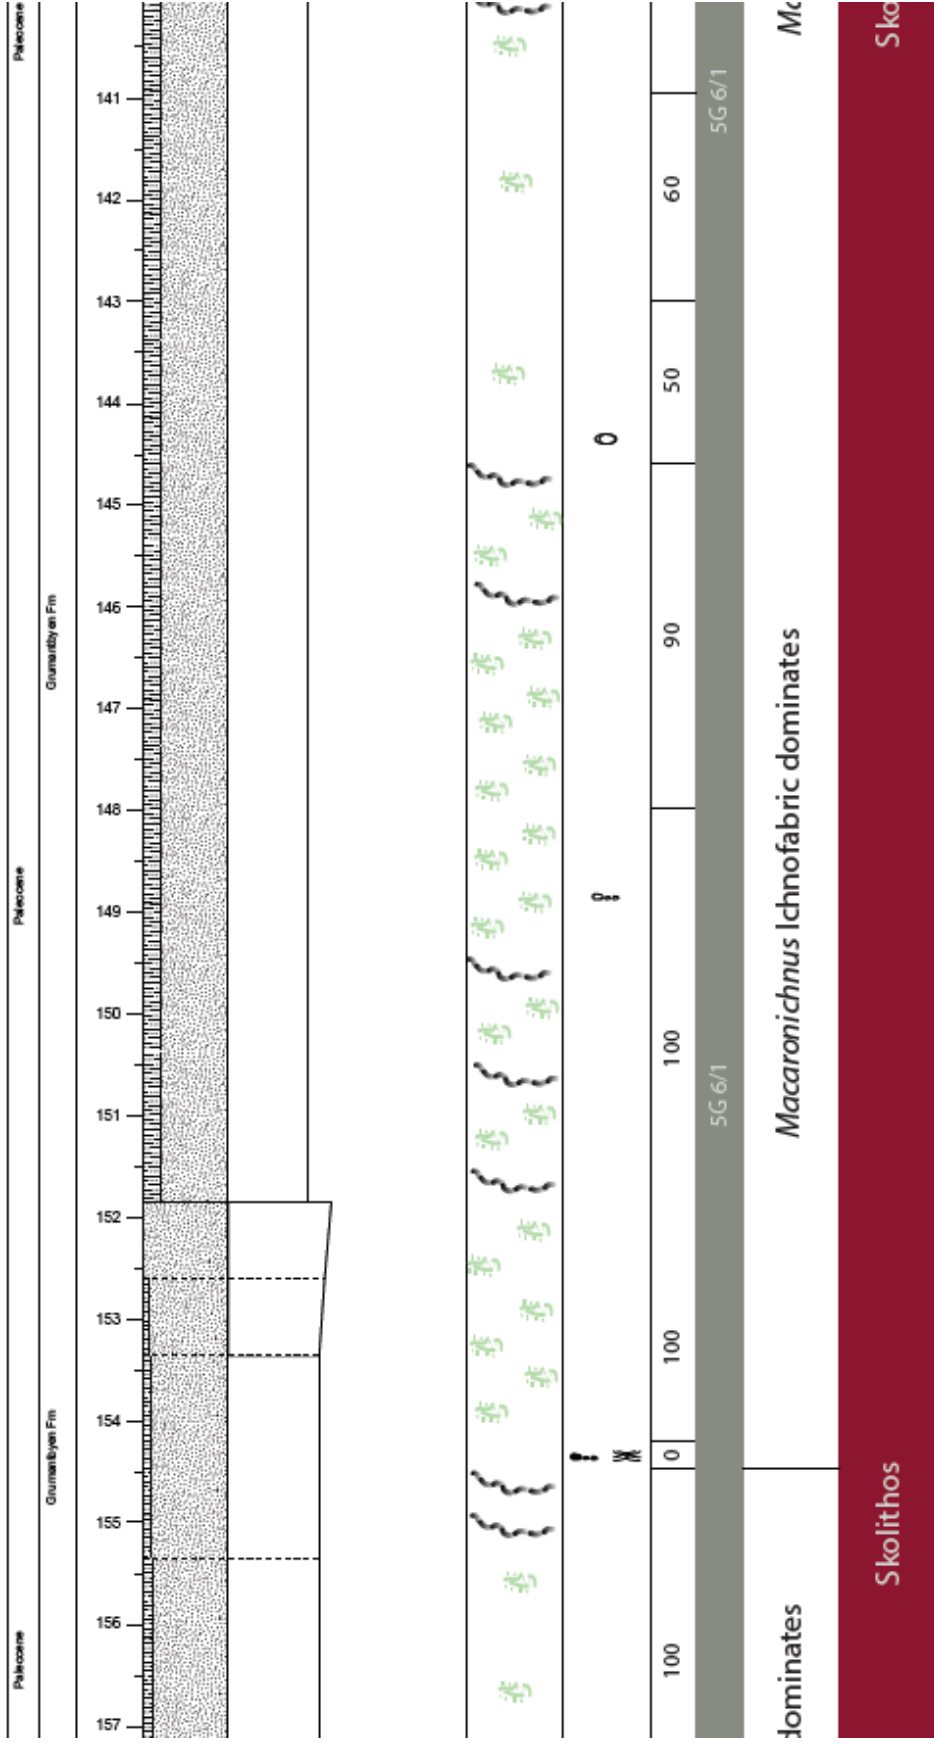 Paleocene
Mc
Sko
141
5G 6/1
142
60
143
50
144
145
146
Grumantbyen Fm
90
147
Macaronichnus Ichnofabric dominates
148
Paleocene
149
150
100
151
5G 6/1
152
153
100
154
Grumantbyen Fm
0
155
Skolithos
156
Paleocene
100
dominates
157